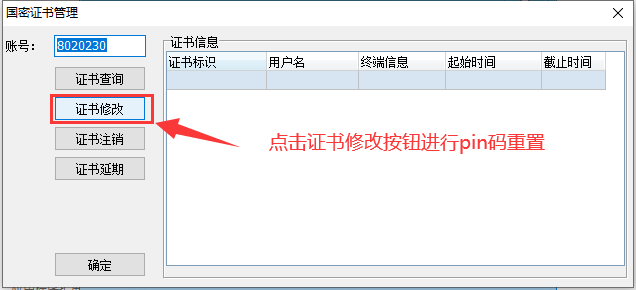 国密证书管理
账号：
8020230
证书查询
证书修改
证书注销
证书延期
确定
证书信息
证书标识 用户名 终端信息 起始时间 截止时间
点击证书修改按钮进行pin码重置